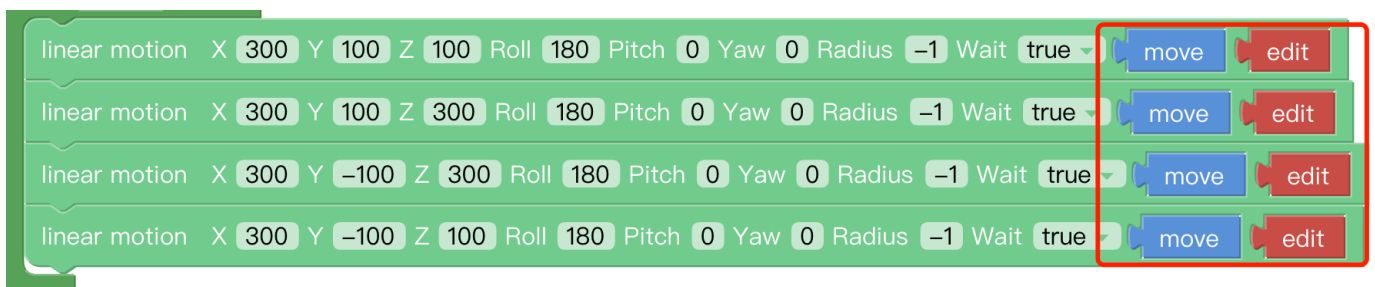 linear motion X 300 Y 100 Z 100 Roll 180 Pitch 0 Yaw 0 Radius –1 Wait true move edit
linear motion X 300 Y 100 Z 300 Roll 180 Pitch 0 Yaw 0 Radius –1 Wait true move edit
linear motion X 300 Y –100 Z 300 Roll 180 Pitch 0 Yaw 0 Radius –1 Wait true move edit
linear motion X 300 Y –100 Z 100 Roll 180 Pitch 0 Yaw 0 Radius –1 Wait true move edit